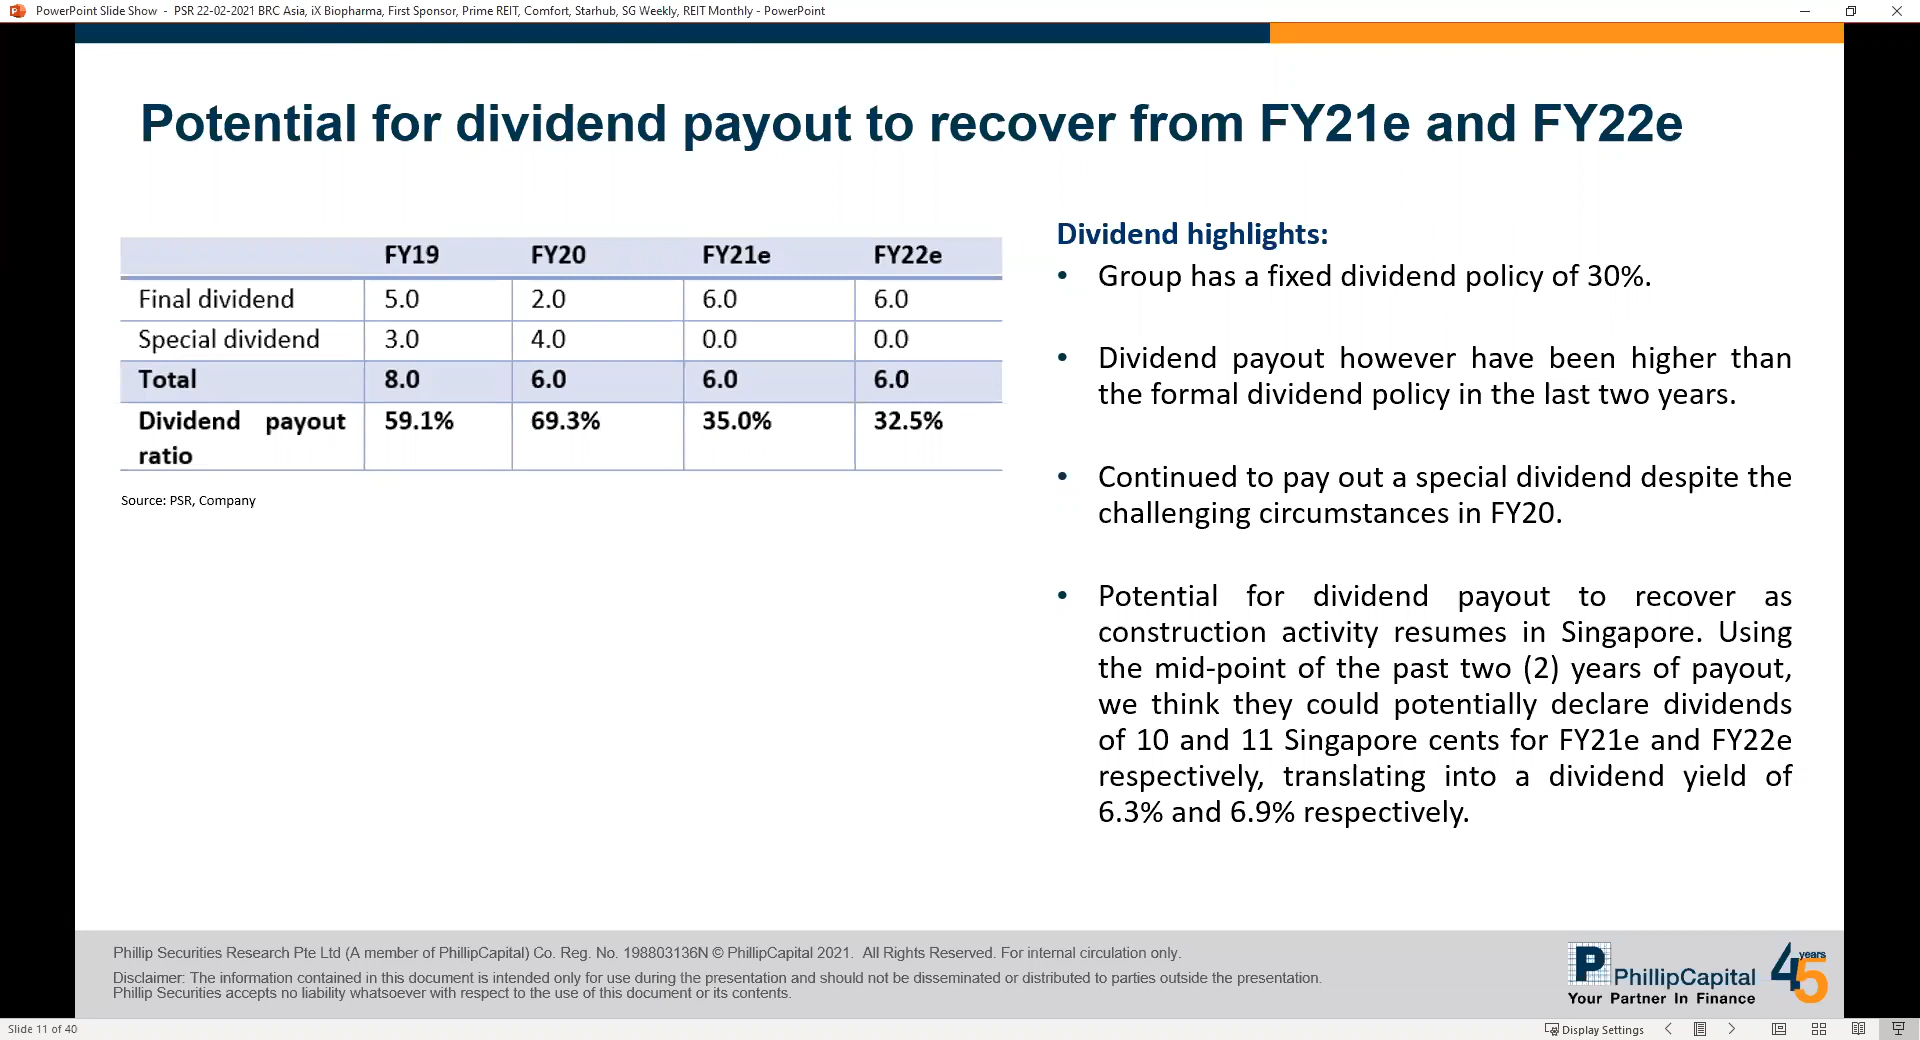 PowerPoint Slide Show - PSR 22-02-2021 BRC Asia, iX Biopharma, First Sponsor, Prime REIT, Comfort, Starhub, SG Weekly, REIT Monthly - PowerPoint
Potential for dividend payout to recover from FY21e and FY22e
FY19 FY20 FY21e FY22e
Final dividend 5.0 2.0 6.0 6.0
Special dividend 3.0 4.0 0.0 0.0
Total 8.0 6.0 6.0 6.0
Dividend payout 59.1% 69.3% 35.0% 32.5%
ratio
Source: PSR, Company
Dividend highlights:
• Group has a fixed dividend policy of 30%.
• Dividend payout however have been higher than
the formal dividend policy in the last two years.
• Continued to pay out a special dividend despite the
challenging circumstances in FY20.
• Potential for dividend payout to recover as
construction activity resumes in Singapore. Using
the mid-point of the past two (2) years of payout,
we think they could potentially declare dividends
of 10 and 11 Singapore cents for FY21e and FY22e
respectively, translating into a dividend yield of
6.3% and 6.9% respectively.
Phillip Securities Research Pte Ltd (A member of PhillipCapital) Co. Reg. No. 198803136N © PhillipCapital 2021. All Rights Reserved. For internal circulation only.
Disclaimer: The information contained in this document is intended only for use during the presentation and should not be disseminated or distributed to parties outside the presentation.
Phillip Securities accepts no liability whatsoever with respect to the use of this document or its contents.
P PhillipCapital
Your Partner In Finance
45 years
Slide 11 of 40
Display Settings